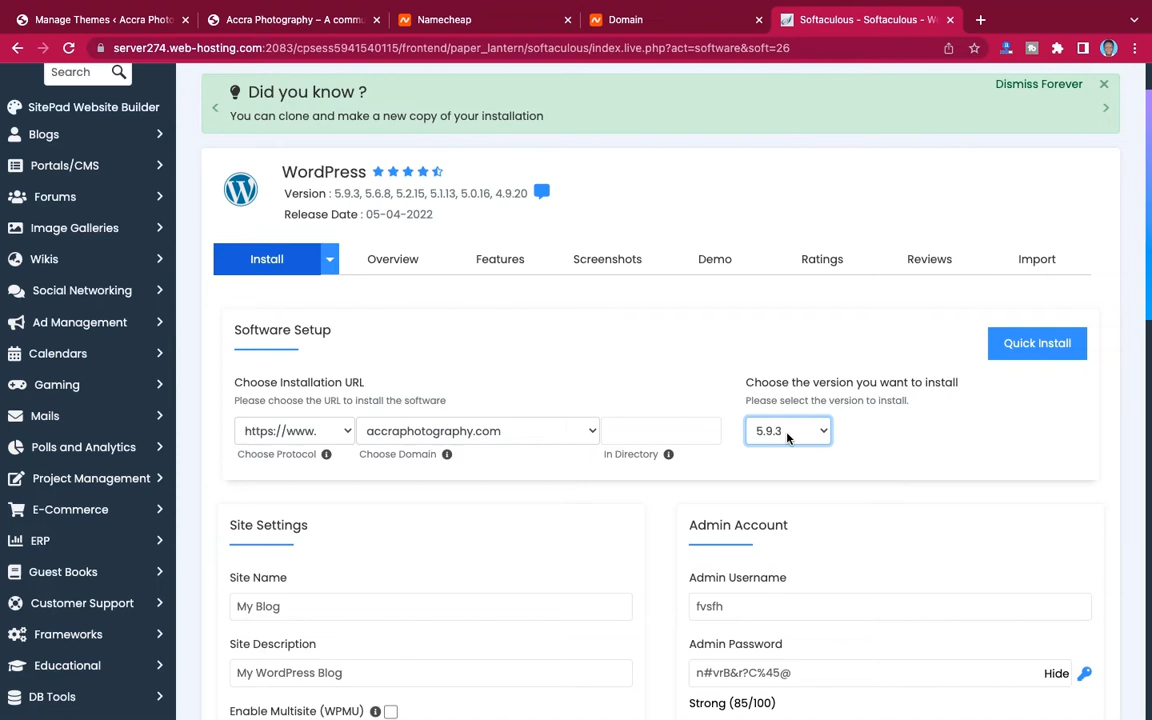 Manage Themes ‹ Accra Phot
Accra Photography – A commu
Namecheap
Domain
Softaculous - Softaculous - W
server274.web-hosting.com:2083/cpsess5941540115/frontend/paper_lantern/softaculous/index.live.php?act=software&soft=26
Search
SitePad Website Builder
Blogs
Portals/CMS
Forums
Image Galleries
Wikis
Social Networking
Ad Management
Calendars
Gaming
Mails
Polls and Analytics
Project Management
E-Commerce
ERP
Guest Books
Customer Support
Frameworks
Educational
DB Tools
Did you know ?
Dismiss Forever
You can clone and make a new copy of your installation
WordPress
Version : 5.9.3, 5.6.8, 5.2.15, 5.1.13, 5.0.16, 4.9.20
Release Date : 05-04-2022
Install Overview Features Screenshots Demo Ratings Reviews Import
Software Setup
Quick Install
Choose Installation URL
Please choose the URL to install the software
https://www. accraphotography.com
Choose Protocol Choose Domain In Directory
Choose the version you want to install
Please select the version to install.
5.9.3
Site Settings
Site Name
My Blog
Site Description
My WordPress Blog
Enable Multisite (WPMU)
Admin Account
Admin Username
fvsfh
Admin Password
n#vrB&r?C%45@ Hide
Strong (85/100)